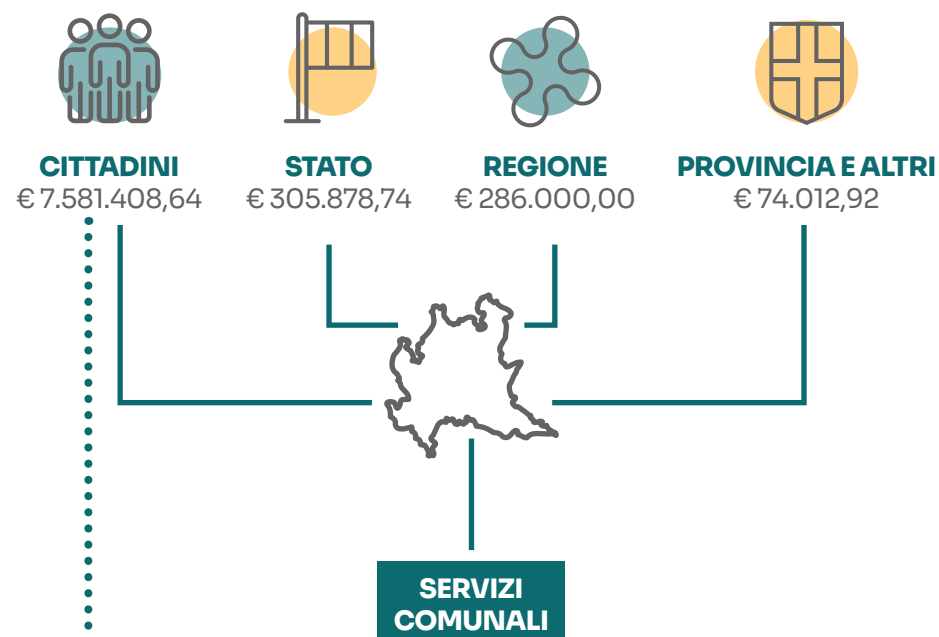 CITTADINI
€ 7.581.408,64
STATO
€ 305.878,74
REGIONE
€ 286.000,00
PROVINCIA E ALTRI
€ 74.012,92
SERVIZI
COMUNALI